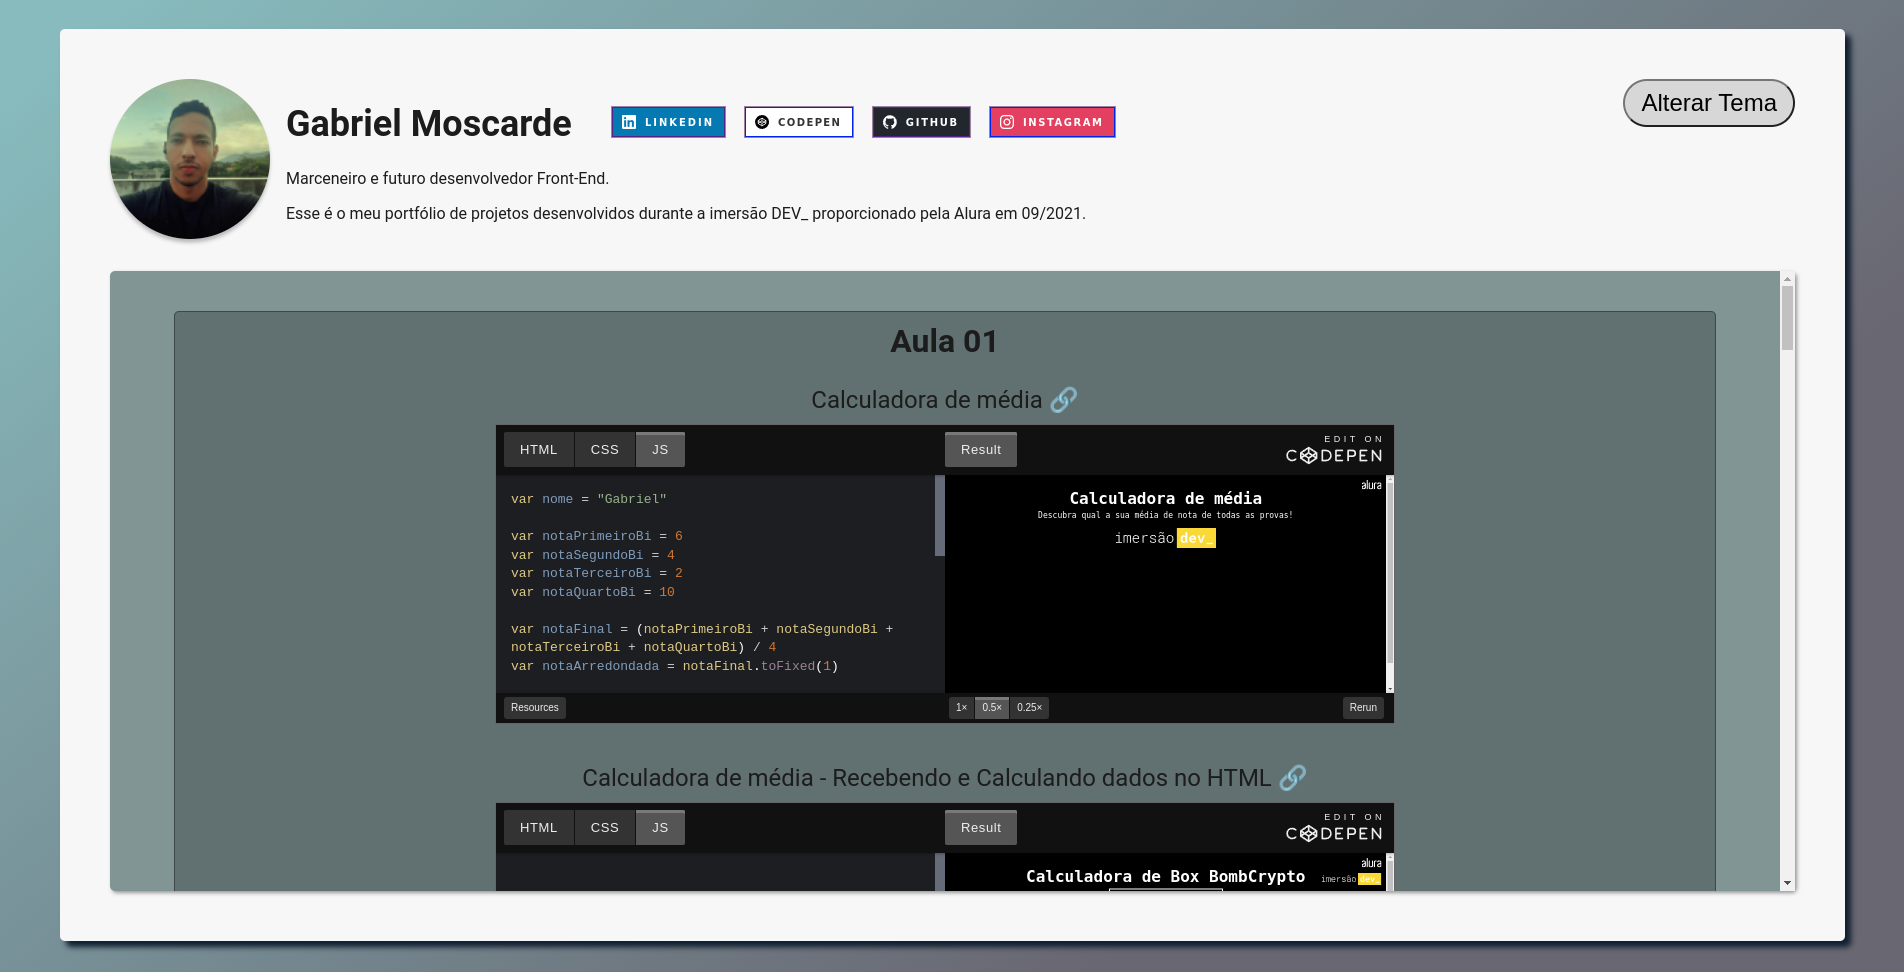 Gabriel Moscarde
LINKEDIN
CODEPEN
GITHUB
INSTAGRAM
Alterar Tema
Marceneiro e futuro desenvolvedor Front-End.
Esse é o meu portfólio de projetos desenvolvidos durante a imersão DEV_ proporcionado pela Alura em 09/2021.
Aula 01
Calculadora de média 🔗
HTML CSS JS
Result
EDIT ON
CODEPEN
var nome = "Gabriel"
var notaPrimeiroBi = 6
var notaSegundoBi = 4
var notaTerceiroBi = 2
var notaQuartoBi = 10
var notaFinal = (notaPrimeiroBi + notaSegundoBi +
notaTerceiroBi + notaQuartoBi) / 4
var notaArredondada = notaFinal.toFixed(1)
alura
Calculadora de média
Descubra qual a sua média de nota de todas as provas!
imersão dev_
Resources
1× 0.5× 0.25×
Rerun
Calculadora de média - Recebendo e Calculando dados no HTML 🔗
HTML CSS JS
Result
EDIT ON
CODEPEN
alura
Calculadora de Box BombCrypto
imersão dev_